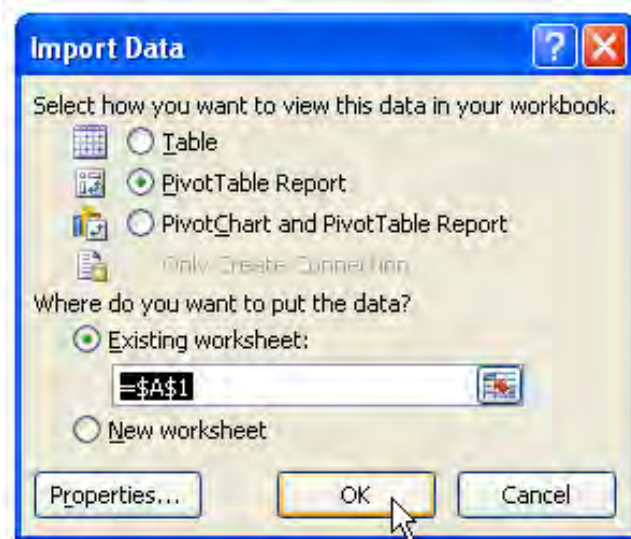 Import Data
Select how you want to view this data in your workbook.
Table
PivotTable Report
PivotChart and PivotTable Report
Only Create Connection
Where do you want to put the data?
Existing worksheet:
=$A$1
New worksheet
Properties... OK Cancel